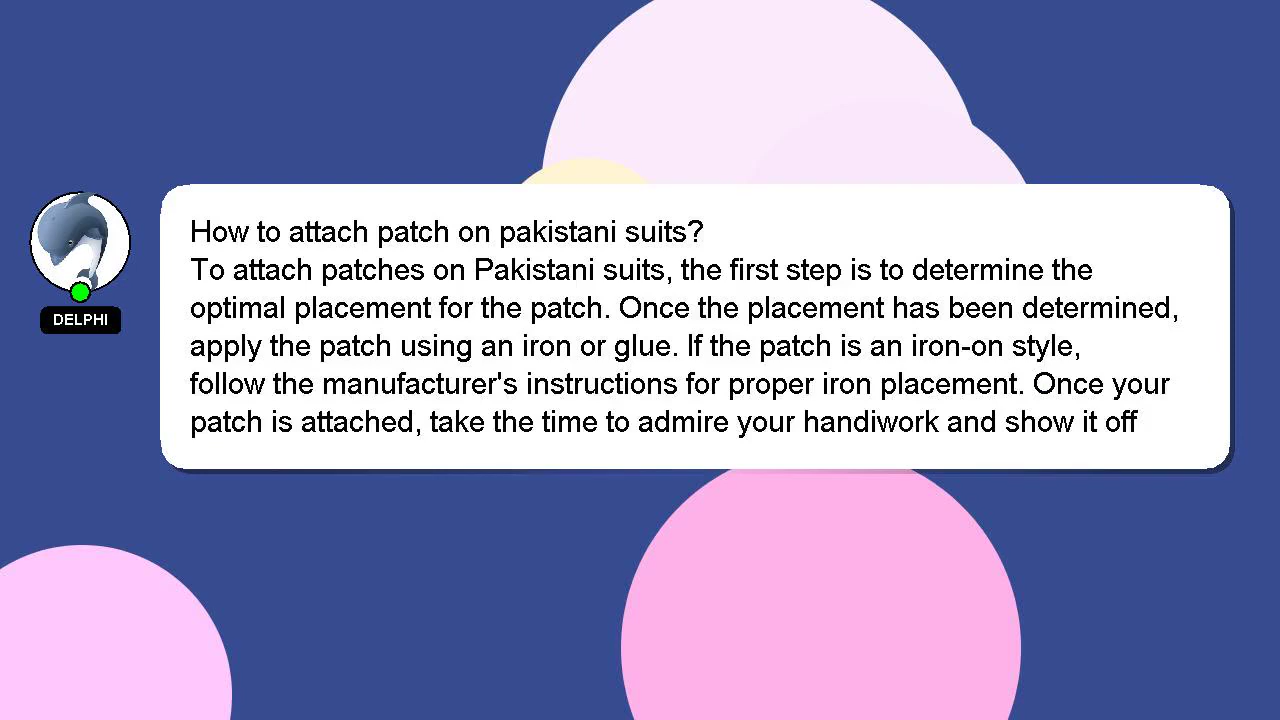 How to attach patch on pakistani suits?
To attach patches on Pakistani suits, the first step is to determine the
optimal placement for the patch. Once the placement has been determined,
apply the patch using an iron or glue. If the patch is an iron-on style,
follow the manufacturer's instructions for proper iron placement. Once your
patch is attached, take the time to admire your handiwork and show it off
DELPHI